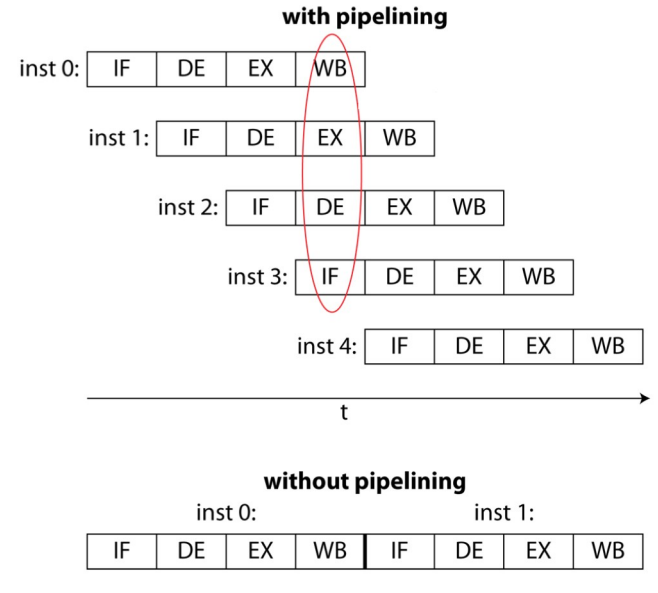 with pipelining
inst 0: IF DE EX WB
inst 1: IF DE EX WB
inst 2: IF DE EX WB
inst 3: IF DE EX WB
inst 4: IF DE EX WB
t
without pipelining
inst 0: inst 1:
IF DE EX WB IF DE EX WB